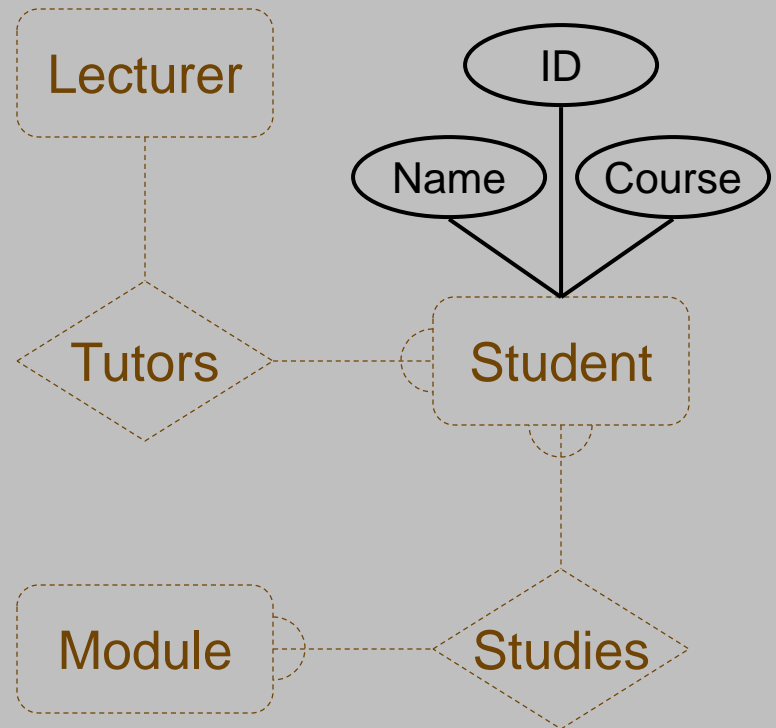 Lecturer
ID
Name
Course
Tutors
Student
Module
Studies